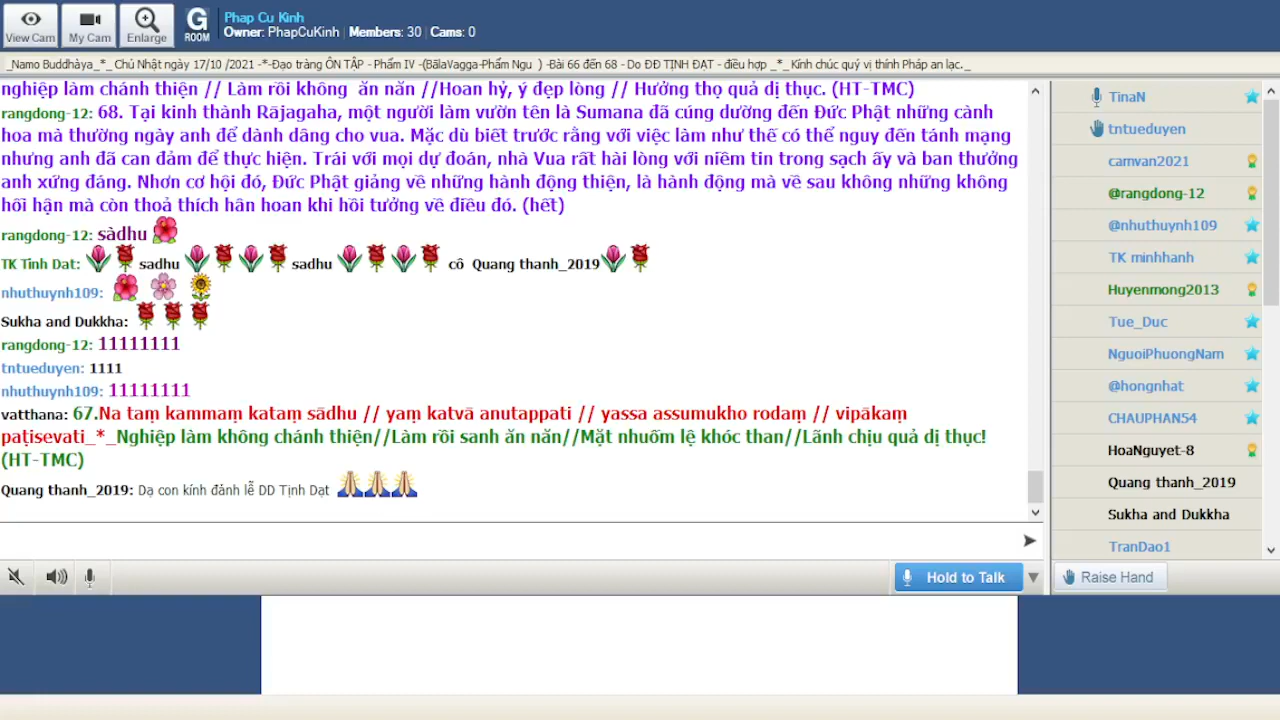 View Cam
My Cam
Enlarge
G
ROOM
Phap Cu Kinh
Owner: PhapCuKinh | Members: 30 | Cams: 0
_Namo Buddhàya_*_ Chủ Nhật ngày 17/10 /2021 -*-Đạo tràng ÔN TẬP - Phẩm IV -(BãlaVagga-Phẩm Ngu ) -Bài 66 đến 68 - Do ĐĐ TỊNH ĐẠT - điều hợp _*_ Kính chúc quý vị thính Pháp an lạc._
nghiệp làm chánh thiện // Làm rồi không ăn năn //Hoan hỷ, ý đẹp lòng // Hưởng thọ quả dị thục. (HT-TMC)
rangdong-12: 68. Tại kinh thành Rājagaha, một người làm vườn tên là Sumana đã cúng dường đến Đức Phật những cành
hoa mà thường ngày anh để dành dâng cho vua. Mặc dù biết trước rằng với việc làm như thế có thể nguy đến tánh mạng
nhưng anh đã can đảm để thực hiện. Trái với mọi dự đoán, nhà Vua rất hài lòng với niềm tin trong sạch ấy và ban thưởng
anh xứng đáng. Nhơn cơ hội đó, Đức Phật giảng về những hành động thiện, là hành động mà về sau không những không
hối hận mà còn thoả thích hân hoan khi hồi tưởng về điều đó. (hết)
rangdong-12: sàdhu
TK Tinh Dat: sadhu sadhu cô Quang thanh_2019
nhuthuynh109:
Sukha and Dukkha:
rangdong-12: 11111111
tntueduyen: 1111
nhuthuynh109: 11111111
vatthana: 67.Na taṃ kammaṃ kataṃ sādhu // yaṃ katvā anutappati // yassa assumukho rodaṃ // vipākaṃ
paṭisevati_*_Nghiệp làm không chánh thiện//Làm rồi sanh ăn năn//Mặt nhuốm lệ khóc than//Lãnh chịu quả dị thục!
(HT-TMC)
Quang thanh_2019: Dạ con kính đảnh lễ DD Tịnh Dạt
TinaN
tntueduyen
camvan2021
@rangdong-12
@nhuthuynh109
TK minhhanh
Huyenmong2013
Tue_Duc
NguoiPhuongNam
@hongnhat
CHAUPHAN54
HoaNguyet-8
Quang thanh_2019
Sukha and Dukkha
TranDao1
Hold to Talk
Raise Hand